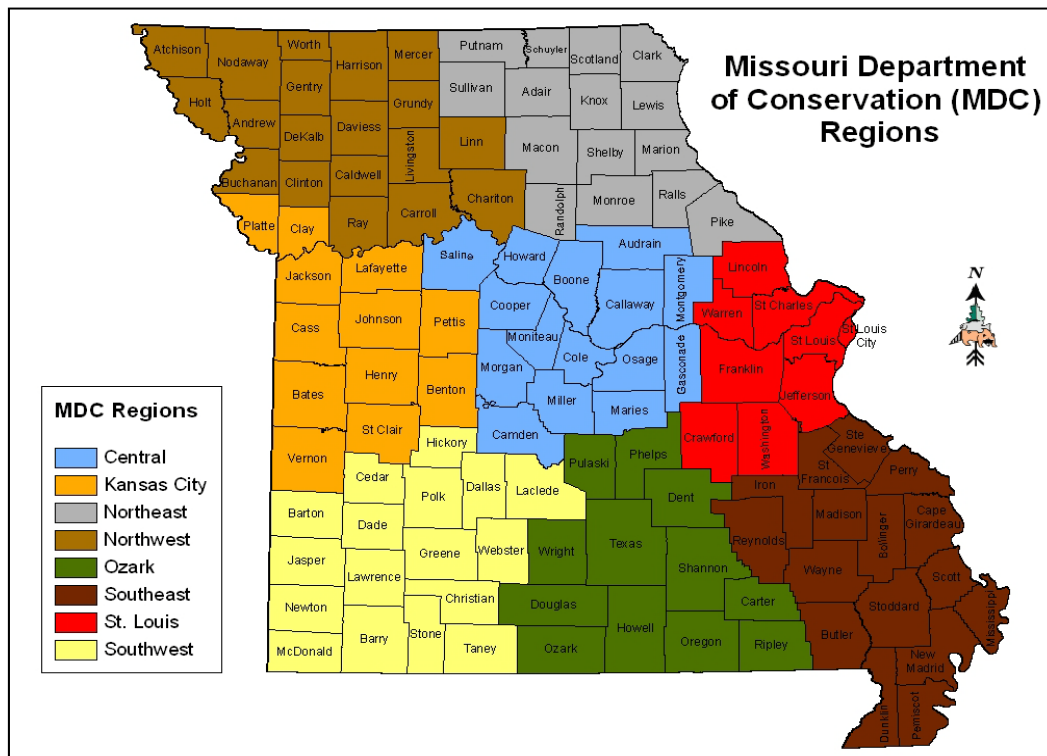 Missouri Department
of Conservation (MDC)
Regions
Atchison
Nodaway
Worth
Harrison
Mercer
Putnam
Schuyler
Scotland
Clark
Holt
Gentry
Grundy
Sullivan
Adair
Knox
Lewis
Andrew
DeKalb
Daviess
Livingston
Linn
Macon
Shelby
Marion
Buchanan
Clinton
Caldwell
Carroll
Chariton
Randolph
Monroe
Ralls
Pike
Platte
Clay
Ray
Saline
Howard
Boone
Audrain
Montgomery
Lincoln
Jackson
Lafayette
Cooper
Callaway
Warren
St Charles
St Louis
City
St Louis
Cass
Johnson
Pettis
Moniteau
Cole
Osage
Gasconade
Franklin
Jefferson
Bates
Henry
Benton
Morgan
Miller
Maries
Crawford
Washington
Vernon
St Clair
Hickory
Camden
Pulaski
Phelps
Ste
Genevieve
St
Francois
Perry
Cedar
Polk
Dallas
Laclede
Dent
Iron
Madison
Bollinger
Cape
Girardeau
Barton
Dade
Greene
Webster
Wright
Texas
Shannon
Reynolds
Wayne
Scott
Mississippi
Jasper
Lawrence
Christian
Douglas
Carter
Stoddard
Newton
McDonald
Barry
Stone
Taney
Ozark
Howell
Oregon
Ripley
Butler
New
Madrid
Dunklin
Pemiscot
N
MDC Regions
Central
Kansas City
Northeast
Northwest
Ozark
Southeast
St. Louis
Southwest